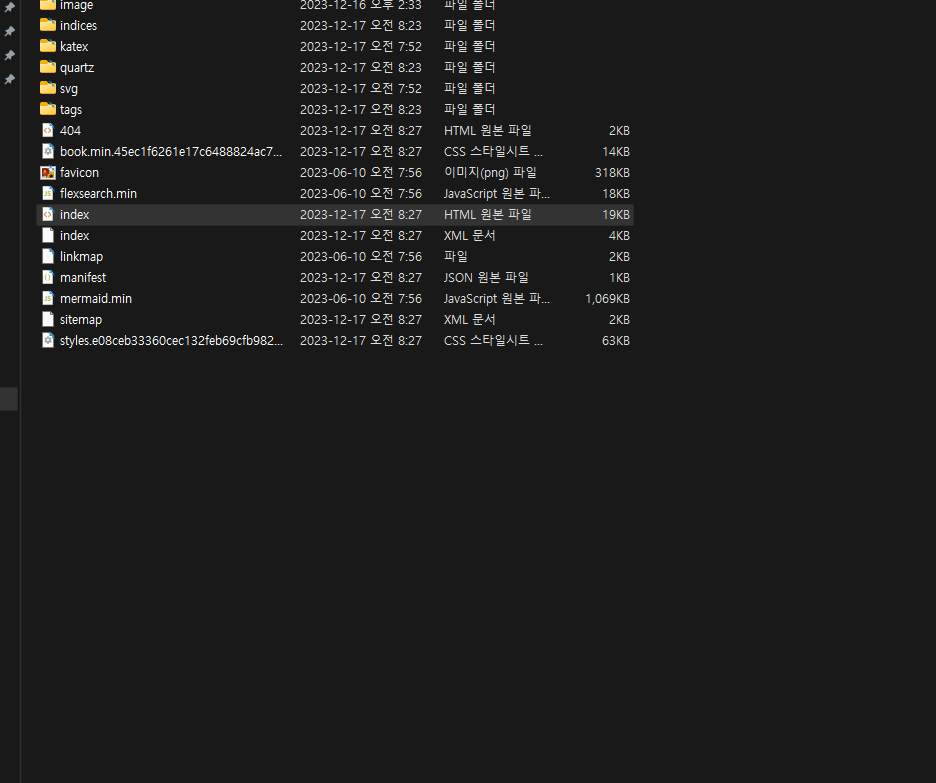 image 2023-12-16 오후 2:33 파일 폴더
indices 2023-12-17 오전 8:23 파일 폴더
katex 2023-12-17 오전 7:52 파일 폴더
quartz 2023-12-17 오전 8:23 파일 폴더
svg 2023-12-17 오전 7:52 파일 폴더
tags 2023-12-17 오전 8:23 파일 폴더
404 2023-12-17 오전 8:27 HTML 원본 파일 2KB
book.min.45ec1f6261e17c6488824ac7... 2023-12-17 오전 8:27 CSS 스타일시트 ... 14KB
favicon 2023-06-10 오전 7:56 이미지(png) 파일 318KB
flexsearch.min 2023-06-10 오전 7:56 JavaScript 원본 파... 18KB
index 2023-12-17 오전 8:27 HTML 원본 파일 19KB
index 2023-12-17 오전 8:27 XML 문서 4KB
linkmap 2023-06-10 오전 7:56 파일 2KB
manifest 2023-12-17 오전 8:27 JSON 원본 파일 1KB
mermaid.min 2023-06-10 오전 7:56 JavaScript 원본 파... 1,069KB
sitemap 2023-12-17 오전 8:27 XML 문서 2KB
styles.e08ceb33360cec132feb69cfb982... 2023-12-17 오전 8:27 CSS 스타일시트 ... 63KB